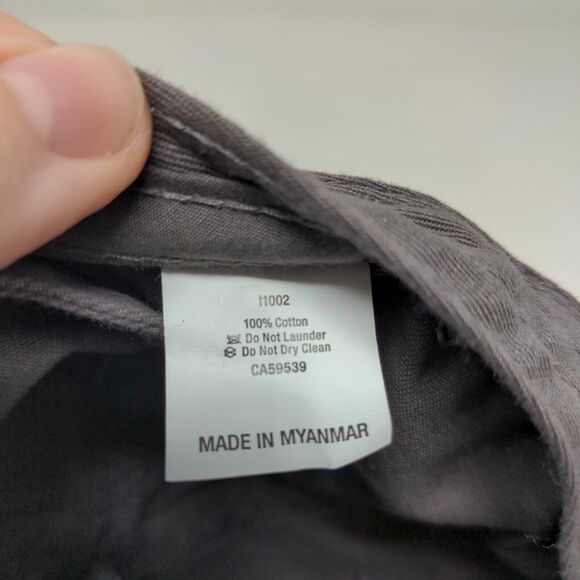 I1002
100% Cotton
Do Not Launder
Do Not Dry Clean
CA59539
MADE IN MYANMAR